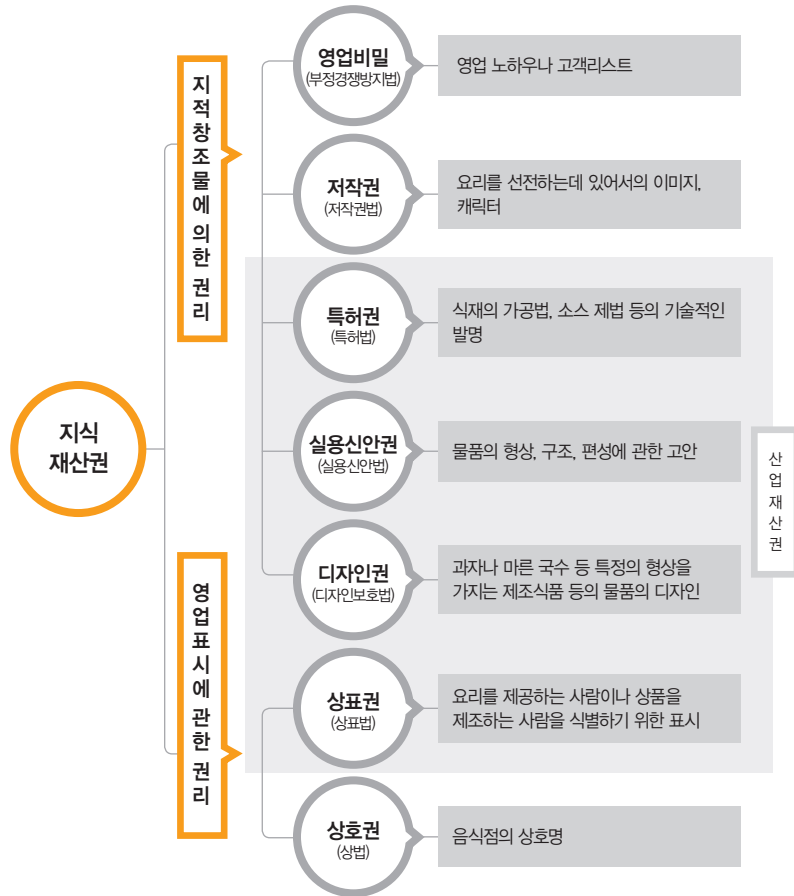 지식
재산권
지적창조물에 의한 권리
영업비밀
(부정경쟁방지법)
영업 노하우나 고객리스트
저작권
(저작권법)
요리를 선전하는데 있어서의 이미지,
캐릭터
특허권
(특허법)
식재의 가공법, 소스 제법 등의 기술적인
발명
실용신안권
(실용신안법)
물품의 형상, 구조, 편성에 관한 고안
디자인권
(디자인보호법)
과자나 마른 국수 등 특정의 형상을
가지는 제조식품 등의 물품의 디자인
영업표시에 관한 권리
상표권
(상표법)
요리를 제공하는 사람이나 상품을
제조하는 사람을 식별하기 위한 표시
상호권
(상법)
음식점의 상호명
산업재산권